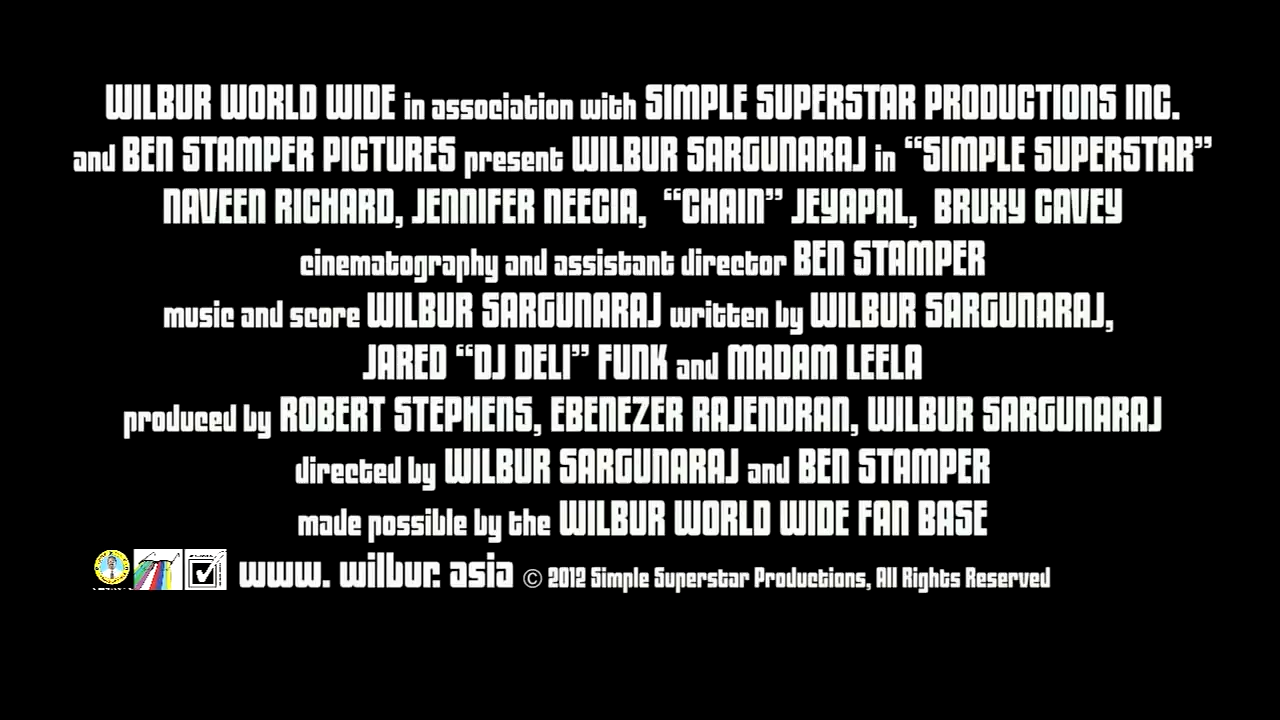 WILBUR WORLD WIDE in association with SIMPLE SUPERSTAR PRODUCTIONS INC.
and BEN STAMPER PICTURES present WILBUR SARGUNARAJ in “SIMPLE SUPERSTAR”
NAVEEN RICHARD, JENNIFER NEECIA, “CHAIN” JEYAPAL, BRUXY CAVEY
cinematography and assistant director BEN STAMPER
music and score WILBUR SARGUNARAJ written by WILBUR SARGUNARAJ,
JARED “DJ DELI” FUNK and MADAM LEELA
produced by ROBERT STEPHENS, EBENEZER RAJENDRAN, WILBUR SARGUNARAJ
directed by WILBUR SARGUNARAJ and BEN STAMPER
made possible by the WILBUR WORLD WIDE FAN BASE
www. wilbur. asia © 2012 Simple Superstar Productions, All Rights Reserved